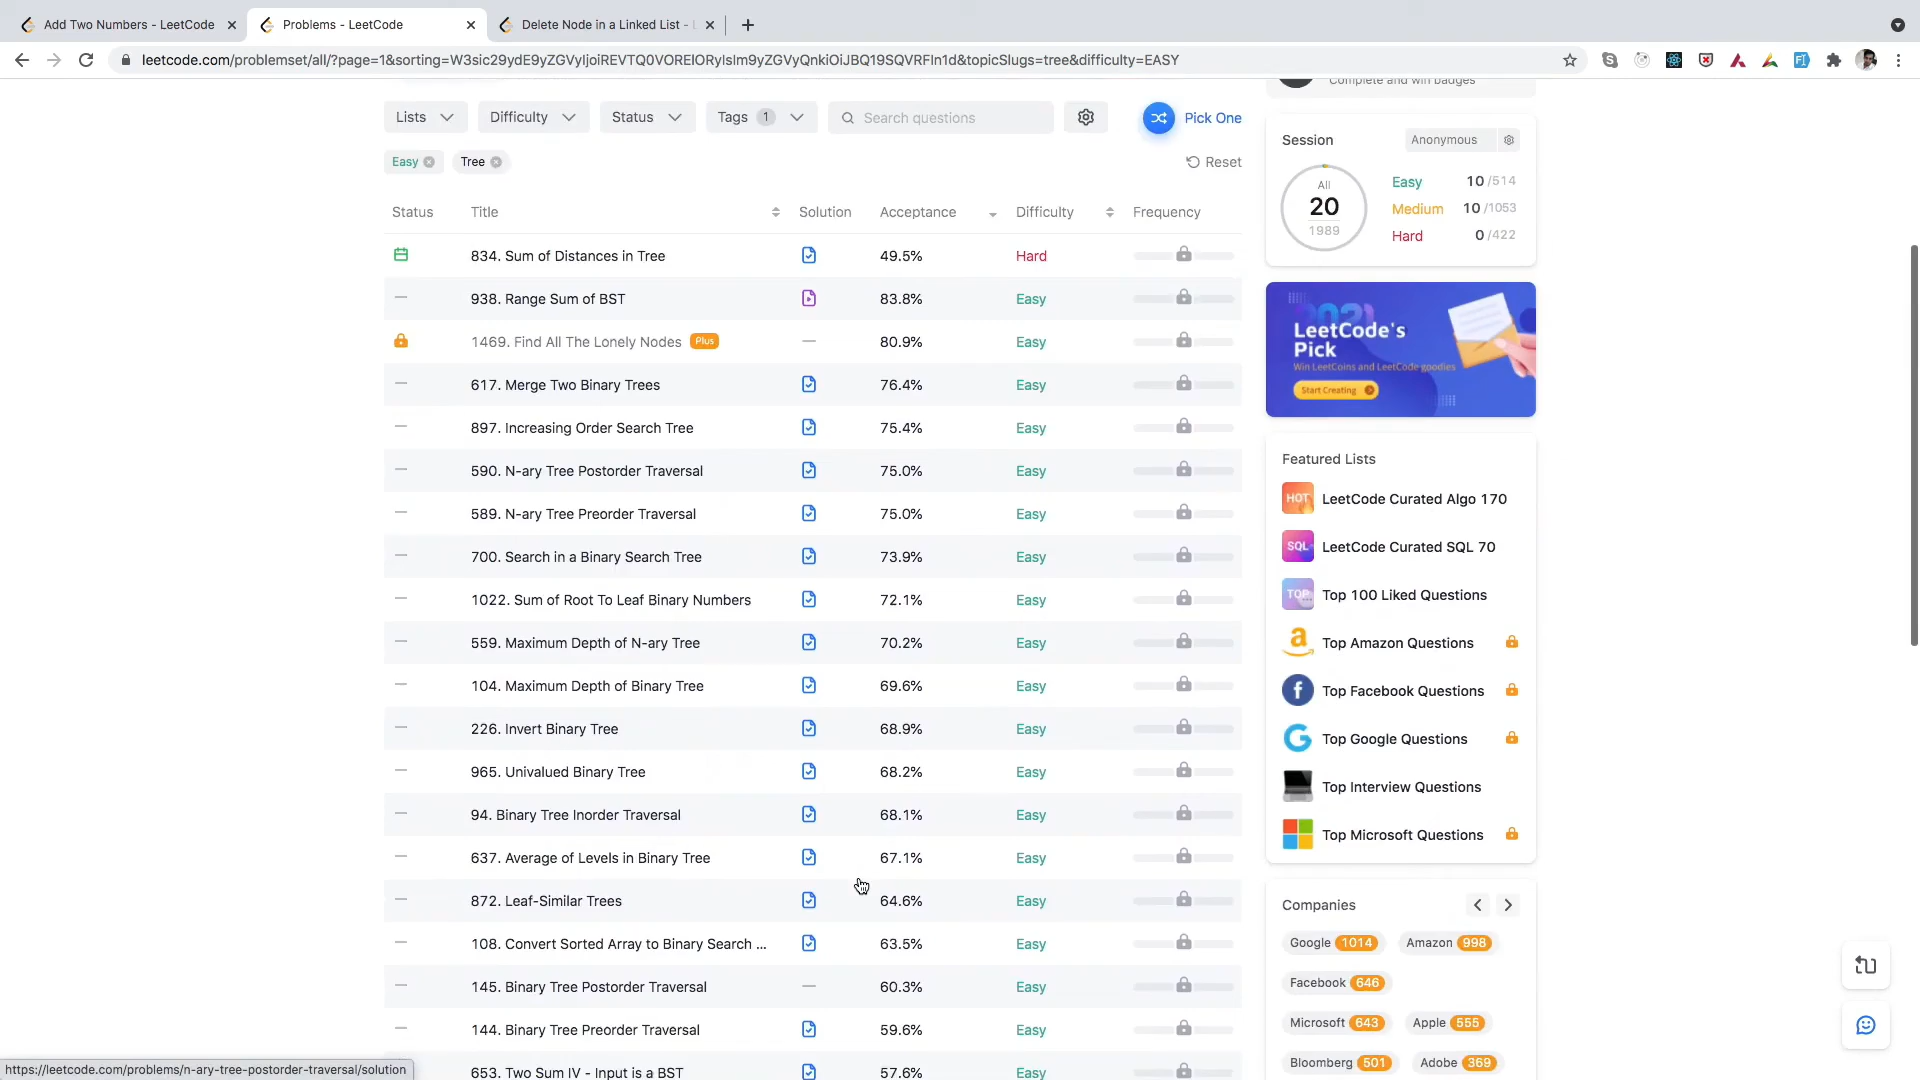 Add Two Numbers - LeetCode
Problems - LeetCode
Delete Node in a Linked List -
leetcode.com/problemset/all/?page=1&sorting=W3sic29ydE9yZGVyIjoiREVTQ0VORElORyIsIm9yZGVyQnkiOiJBQ19SQVRFIn1d&topicSlugs=tree&difficulty=EASY
Complete and win badges
Lists
Difficulty
Status
Tags 1
Search questions
Pick One
Easy
Tree
Reset
Status Title Solution Acceptance Difficulty Frequency
834. Sum of Distances in Tree 49.5% Hard
938. Range Sum of BST 83.8% Easy
1469. Find All The Lonely Nodes Plus 80.9% Easy
617. Merge Two Binary Trees 76.4% Easy
897. Increasing Order Search Tree 75.4% Easy
590. N-ary Tree Postorder Traversal 75.0% Easy
589. N-ary Tree Preorder Traversal 75.0% Easy
700. Search in a Binary Search Tree 73.9% Easy
1022. Sum of Root To Leaf Binary Numbers 72.1% Easy
559. Maximum Depth of N-ary Tree 70.2% Easy
104. Maximum Depth of Binary Tree 69.6% Easy
226. Invert Binary Tree 68.9% Easy
965. Univalued Binary Tree 68.2% Easy
94. Binary Tree Inorder Traversal 68.1% Easy
637. Average of Levels in Binary Tree 67.1% Easy
872. Leaf-Similar Trees 64.6% Easy
108. Convert Sorted Array to Binary Search ... 63.5% Easy
145. Binary Tree Postorder Traversal 60.3% Easy
144. Binary Tree Preorder Traversal 59.6% Easy
653. Two Sum IV - Input is a BST 57.6% Easy
Session
Anonymous
All
20
1989
Easy 10 /514
Medium 10 /1053
Hard 0 /422
2021
LeetCode's
Pick
Win LeetCoins and LeetCode goodies
Start Creating
Featured Lists
HOT LeetCode Curated Algo 170
SQL LeetCode Curated SQL 70
TOP Top 100 Liked Questions
Top Amazon Questions
Top Facebook Questions
Top Google Questions
Top Interview Questions
Top Microsoft Questions
Companies
Google 1014 Amazon 998
Facebook 646
Microsoft 643 Apple 555
Bloomberg 501 Adobe 369
https://leetcode.com/problems/n-ary-tree-postorder-traversal/solution